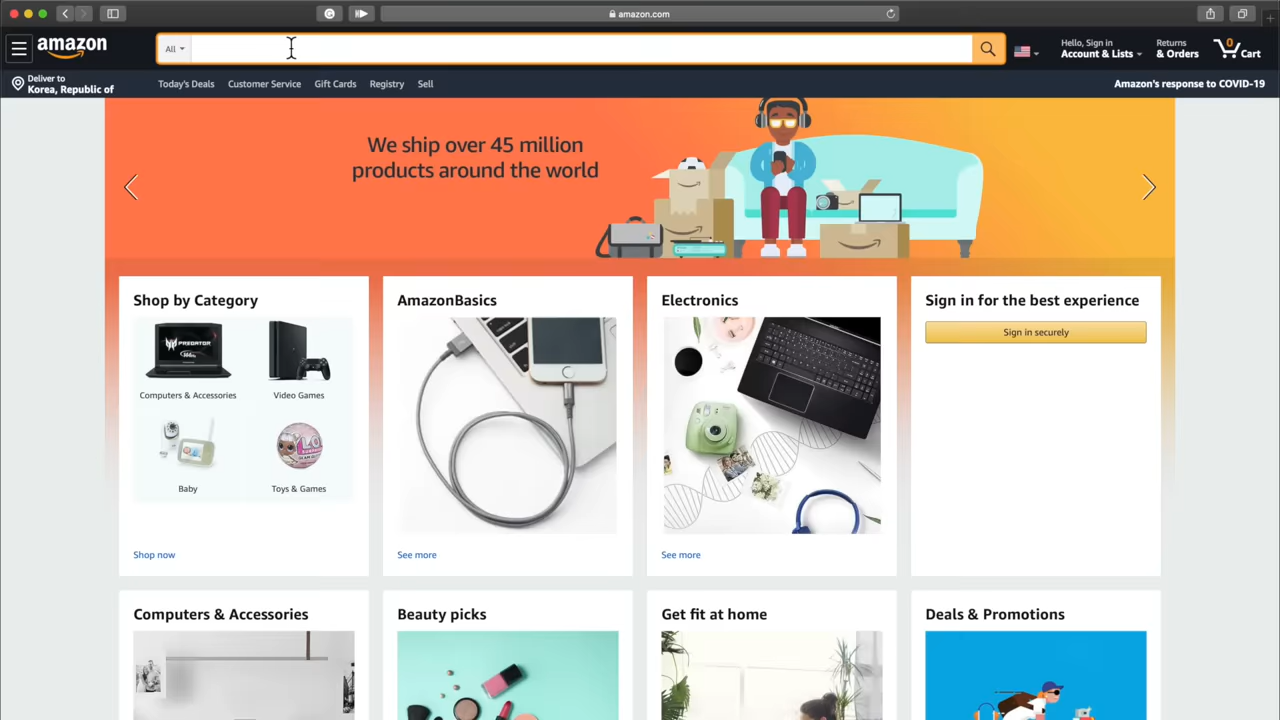 amazon.com
amazon
All
Hello, Sign in
Account & Lists
Returns
& Orders
0
Cart
Deliver to
Korea, Republic of
Today's Deals
Customer Service
Gift Cards
Registry
Sell
Amazon's response to COVID-19
We ship over 45 million
products around the world
Shop by Category
PREDATOR
Computers & Accessories
Video Games
Baby
Toys & Games
Shop now
AmazonBasics
See more
Electronics
See more
Sign in for the best experience
Sign in securely
Computers & Accessories
Beauty picks
Get fit at home
Deals & Promotions